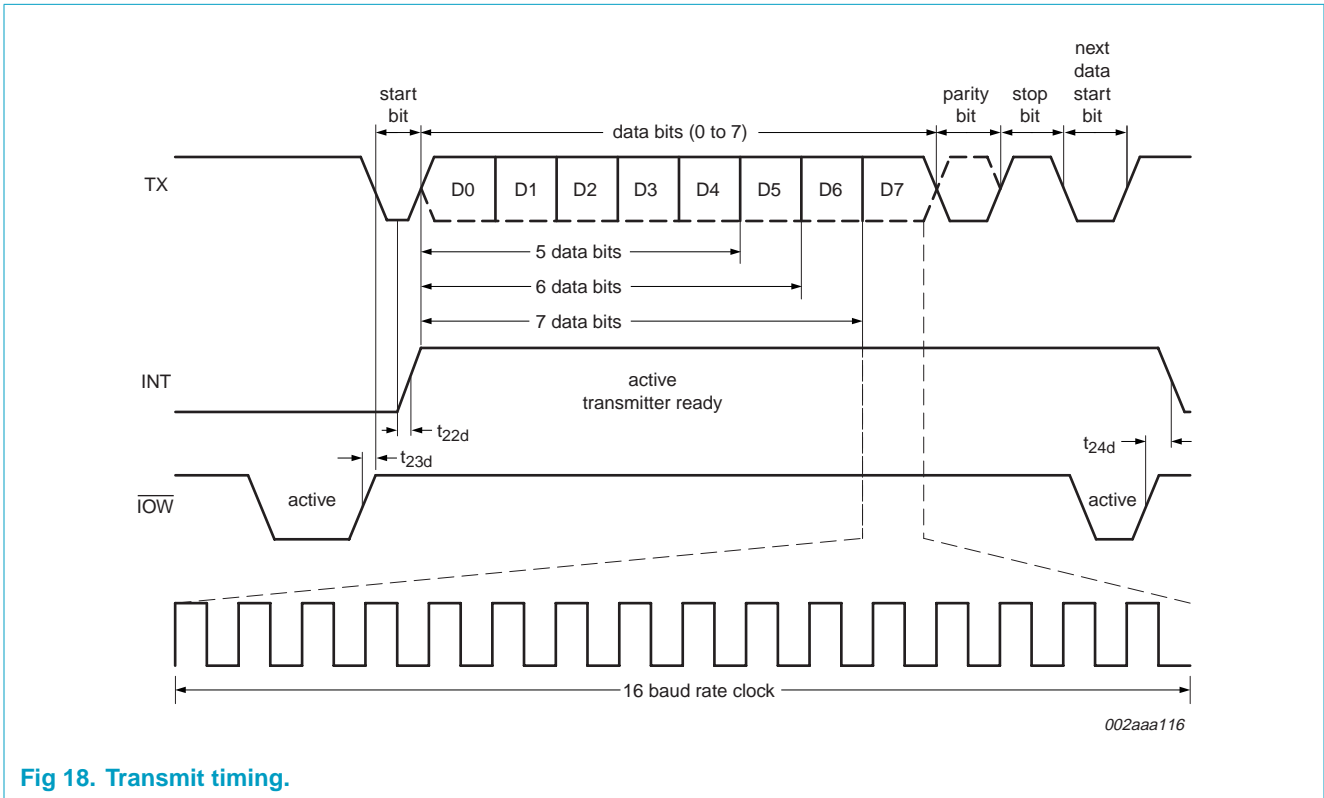 next
data
start
bit
start
bit
parity
bit
stop
bit
data bits (0 to 7)
TX
D0 D1 D2 D3 D4 D5 D6 D7
5 data bits
6 data bits
7 data bits
INT
active
transmitter ready
t22d
t24d
t23d
IOW
active
active
16 baud rate clock
002aaa116
Fig 18. Transmit timing.